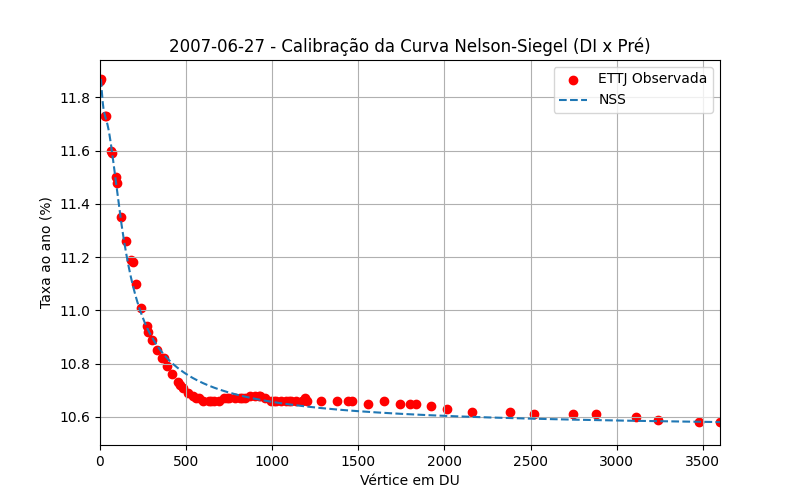 2007-06-27 - Calibração da Curva Nelson-Siegel (DI x Pré)
ETTJ Observada
NSS
Taxa ao ano (%)
11.8
11.6
11.4
11.2
11.0
10.8
10.6
0 500 1000 1500 2000 2500 3000 3500
Vértice em DU